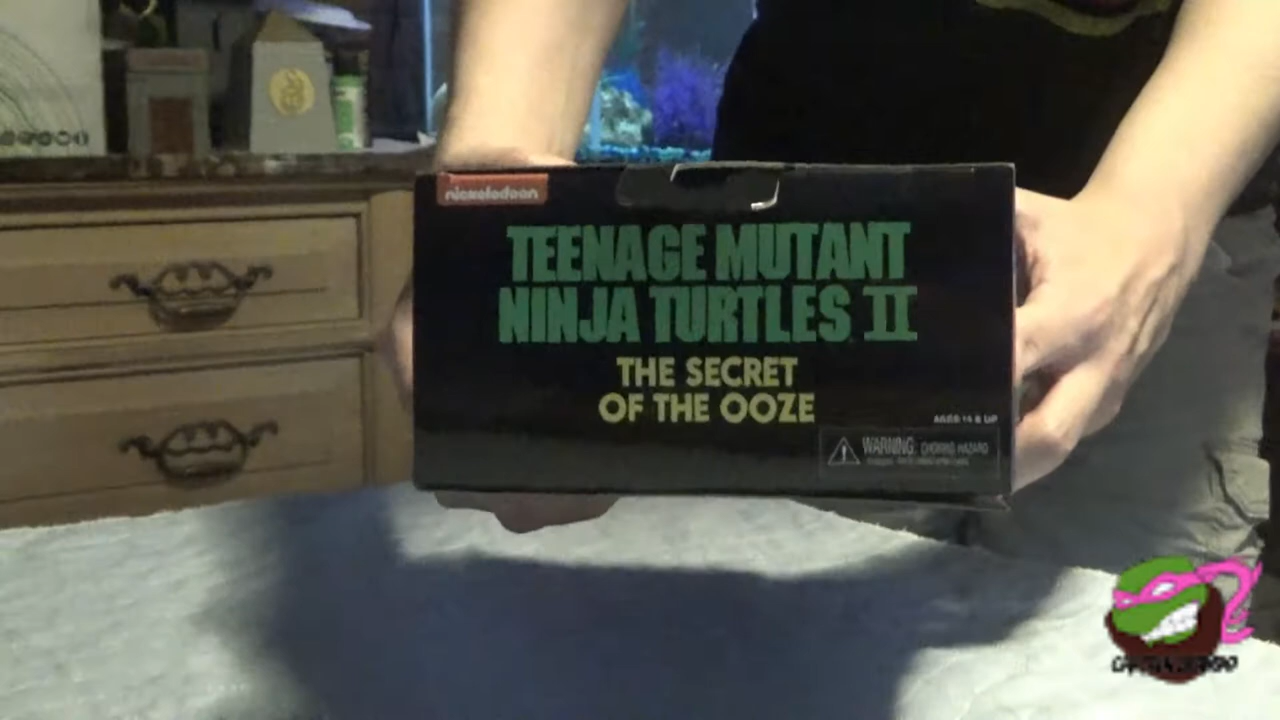 nickelodeon
TEENAGE MUTANT
NINJA TURTLES II
THE SECRET
OF THE OOZE
AGES 14 & UP
WARNING: CHOKING HAZARD